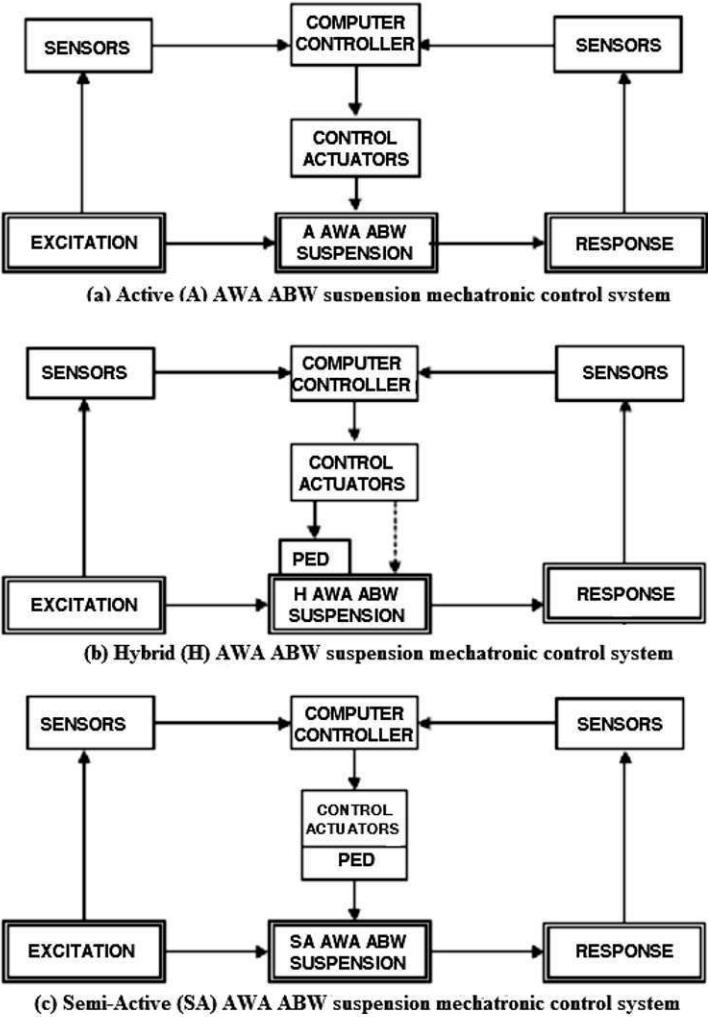 COMPUTER
CONTROLLER
SENSORS
SENSORS
CONTROL
ACTUATORS
EXCITATION
A AWA ABW
SUSPENSION
RESPONSE
(a) Active (A) AWA ABW suspension mechatronic control system
SENSORS
COMPUTER
CONTROLLER
SENSORS
CONTROL
ACTUATORS
PED
EXCITATION
H AWA ABW
SUSPENSION
RESPONSE
(b) Hybrid (H) AWA ABW suspension mechatronic control system
SENSORS
COMPUTER
CONTROLLER
SENSORS
CONTROL
ACTUATORS
PED
EXCITATION
SA AWA ABW
SUSPENSION
RESPONSE
(c) Semi-Active (SA) AWA ABW suspension mechatronic control system